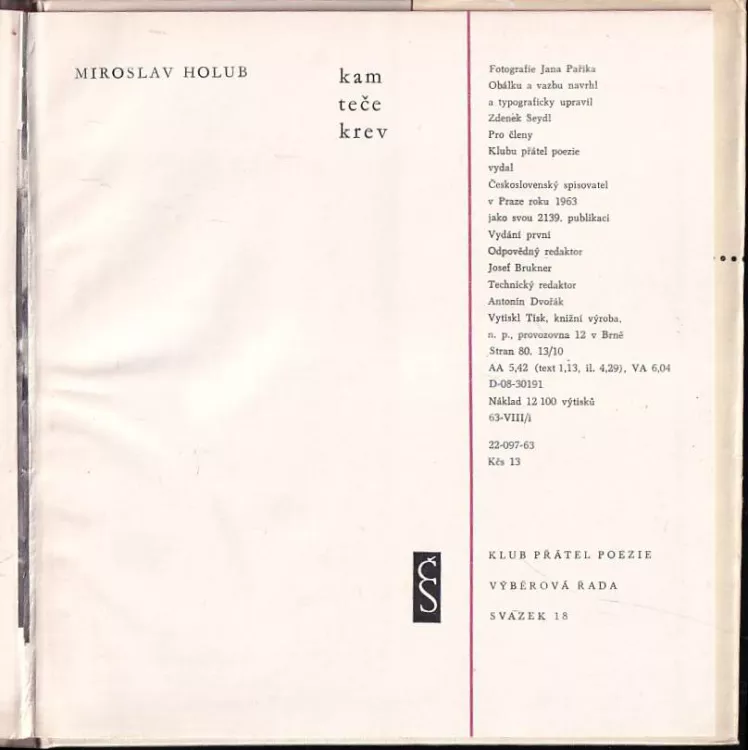 MIROSLAV HOLUB
kam
teče
krev
Fotografie Jana Paříka
Obálku a vazbu navrhl
a typograficky upravil
Zdeněk Seydl
Pro členy
Klubu přátel poezie
vydal
Československý spisovatel
v Praze roku 1963
jako svou 2139. publikaci
Vydání první
Odpovědný redaktor
Josef Brukner
Technický redaktor
Antonín Dvořák
Vytiskl Tisk, knižní výroba,
n. p., provozovna 12 v Brně
Stran 80. 13/10
AA 5,42 (text 1,13, il. 4,29), VA 6,04
D-08-30191
Náklad 12 100 výtisků
63-VIII/i
22-097-63
Kčs 13
ČS
KLUB PŘÁTEL POEZIE
VÝBĚROVÁ ŘADA
SVAZEK 18